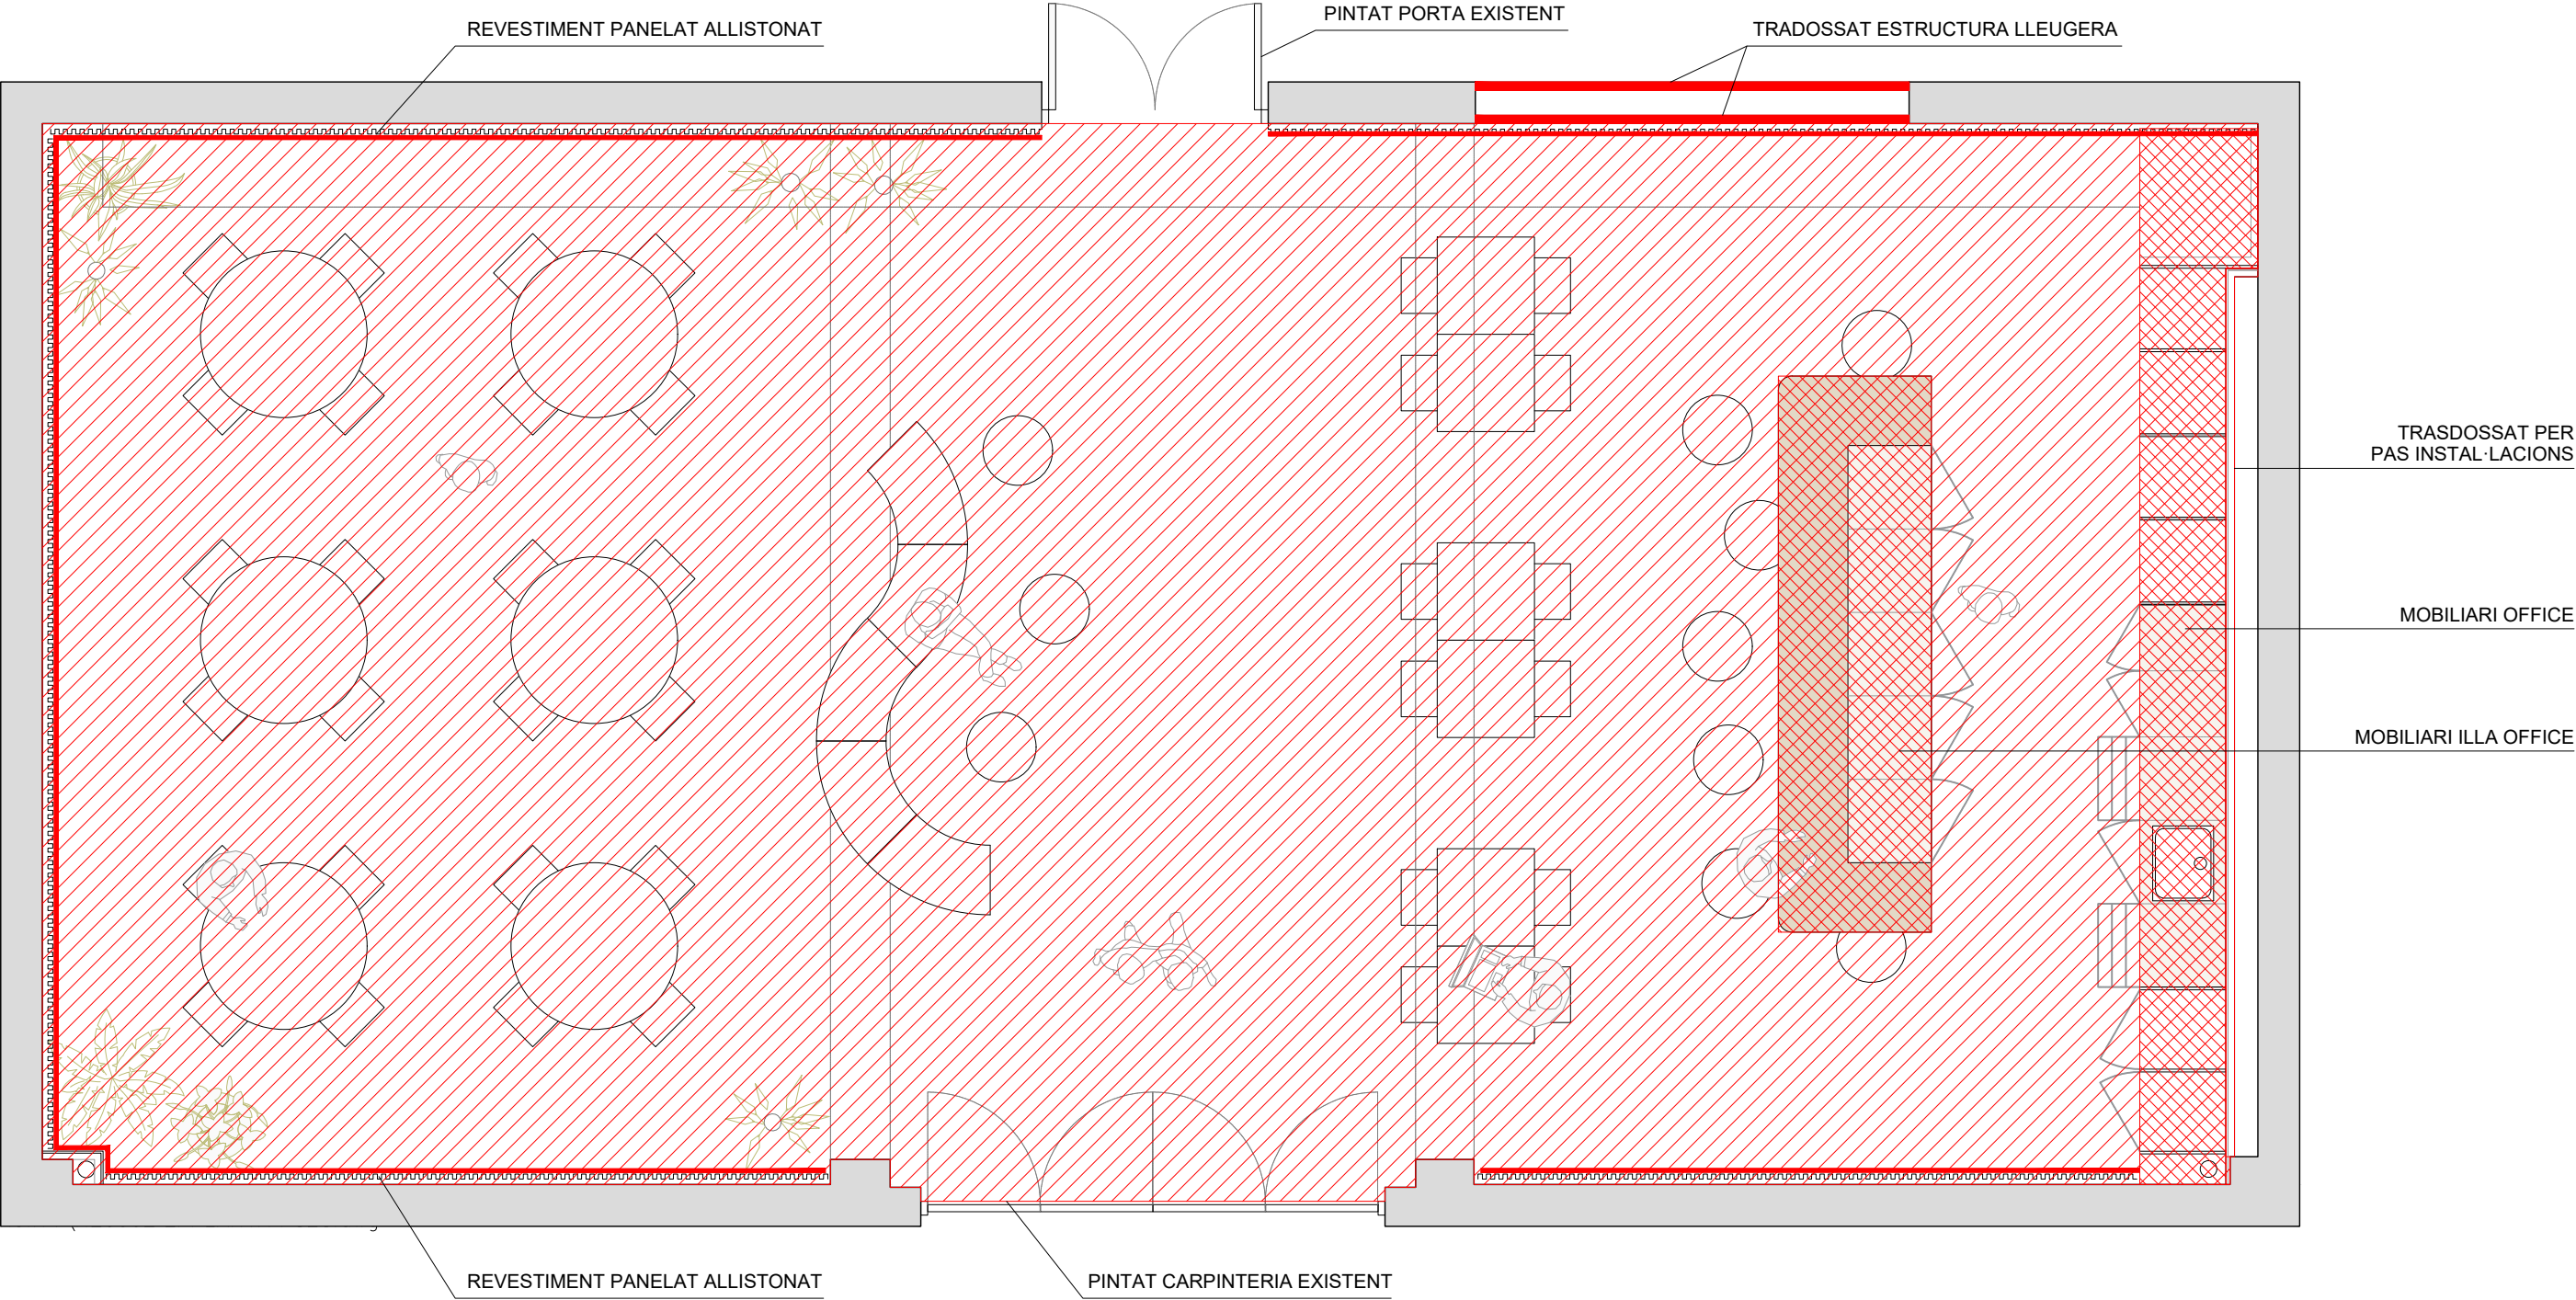 PINTAT PORTA EXISTENT
REVESTIMENT PANELAT ALLISTONAT
TRADOSSAT ESTRUCTURA LLEUGERA
TRASDOSSAT PER
PAS INSTAL·LACIONS
MOBILIARI OFFICE
MOBILIARI ILLA OFFICE
REVESTIMENT PANELAT ALLISTONAT
PINTAT CARPINTERIA EXISTENT